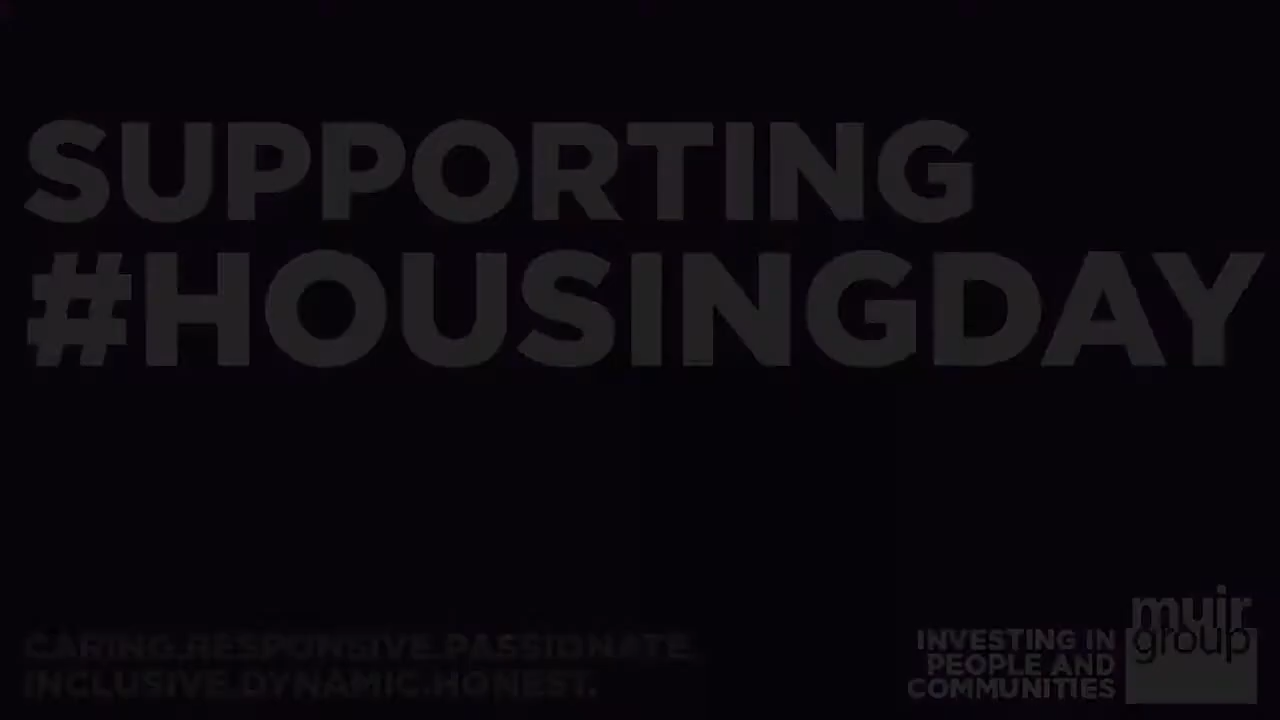 SUPPORTING
#HOUSINGDAY
CARING.RESPONSIVE.PASSIONATE.
INCLUSIVE.DYNAMIC.HONEST.
INVESTING IN
PEOPLE AND
COMMUNITIES
muir
group